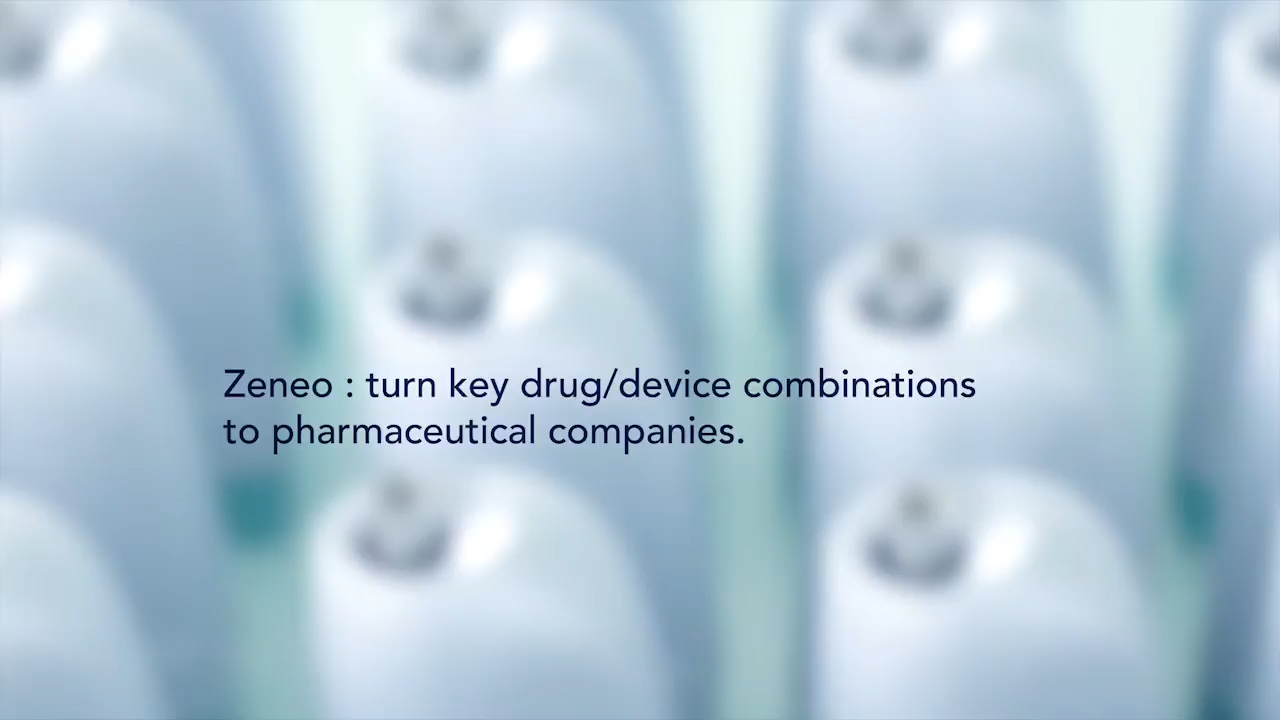 Zeneo : turn key drug/device combinations
to pharmaceutical companies.